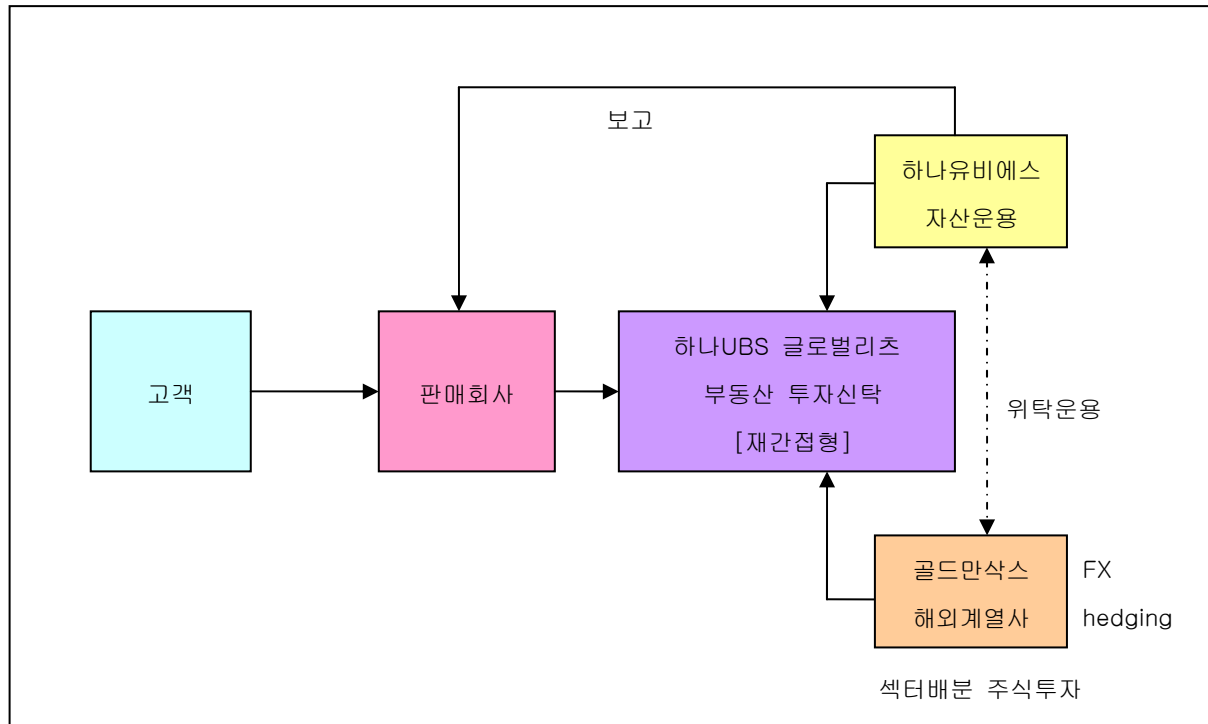 보고
하나유비에스
자산운용
고객
판매회사
하나UBS 글로벌리츠
부동산 투자신탁
[재간접형]
위탁운용
골드만삭스
해외계열사
FX
hedging
섹터배분 주식투자